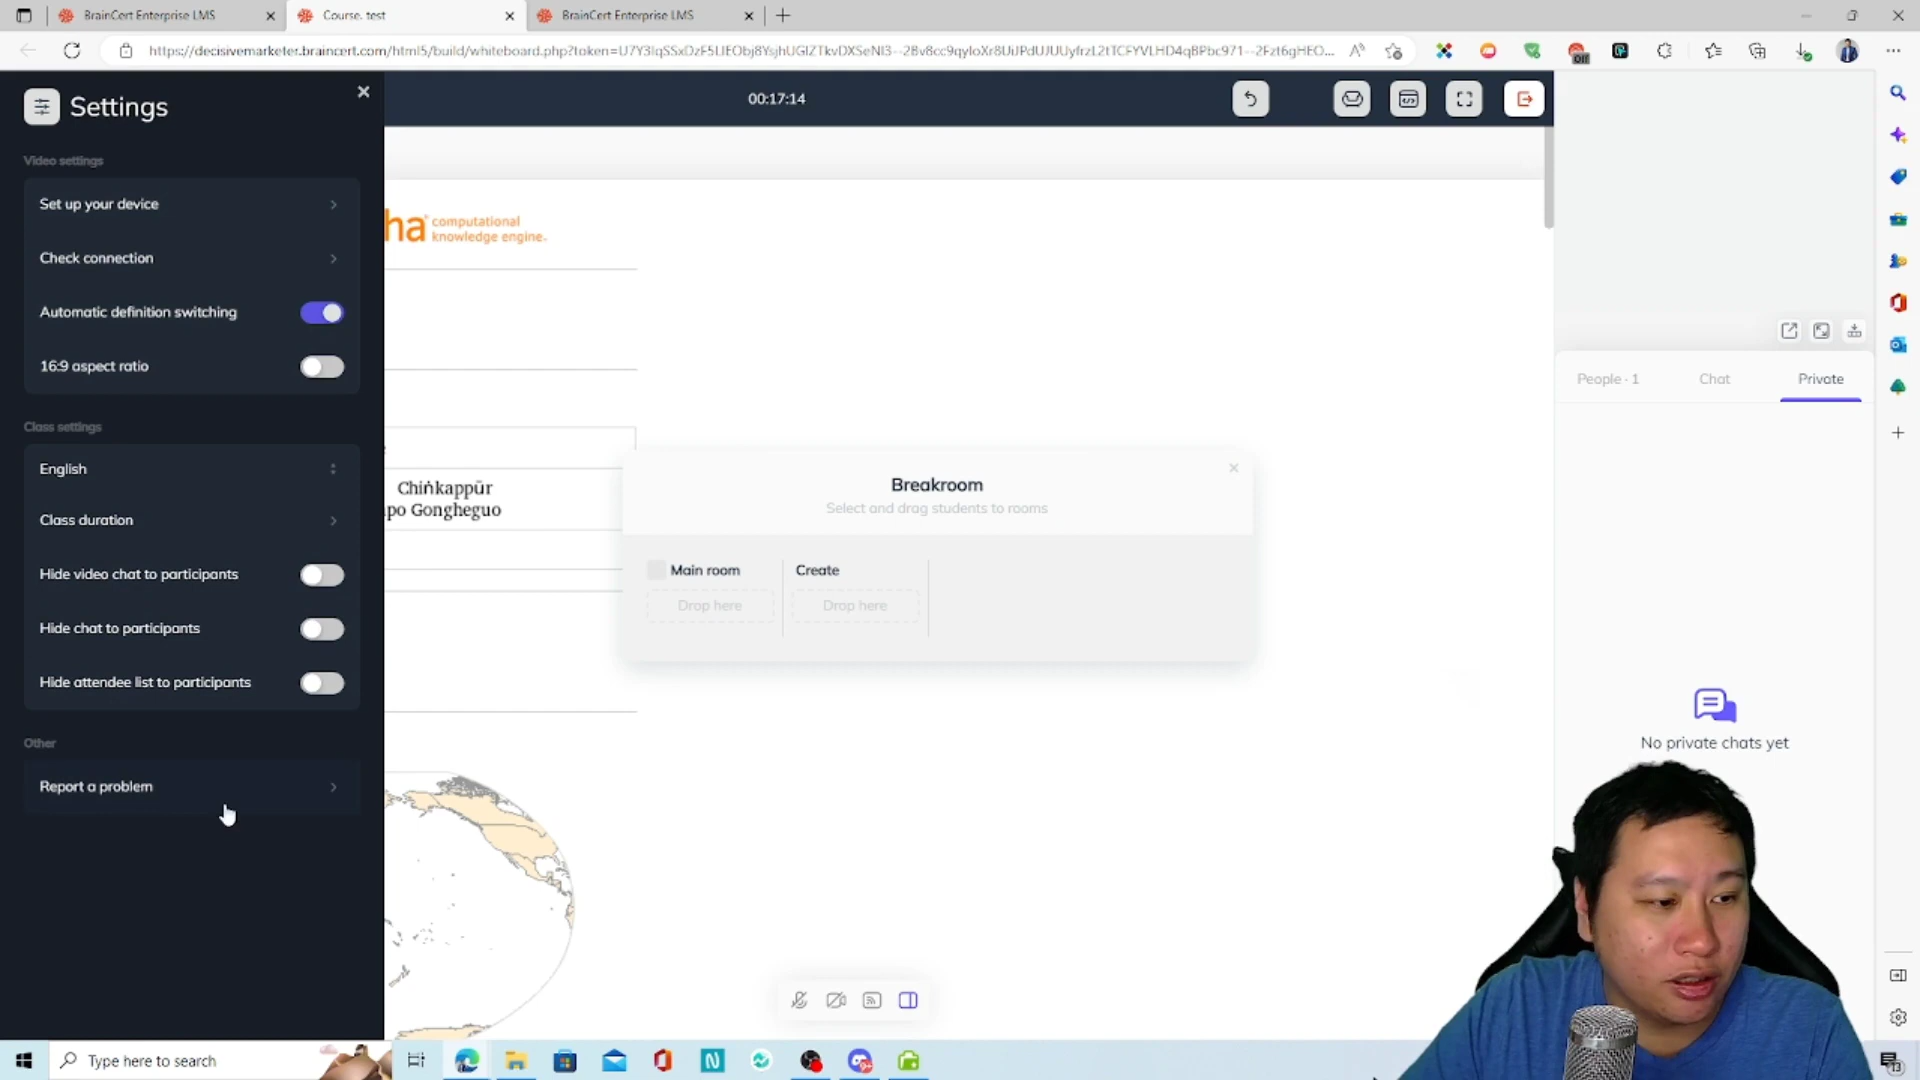 BrainCert Enterprise LMS
Course. test
BrainCert Enterprise LMS
Settings
00:17:14
Video settings
Set up your device
Check connection
Automatic definition switching
16:9 aspect ratio
Class settings
English
Class duration
Hide video chat to participants
Hide chat to participants
Hide attendee list to participants
Other
Report a problem
ha computational
knowledge engine.
Chiṅkappūr
po Gongheguo
Breakroom
Select and drag students to rooms
Main room
Create
Drop here
Drop here
People · 1
Chat
Private
No private chats yet
Type here to search
13